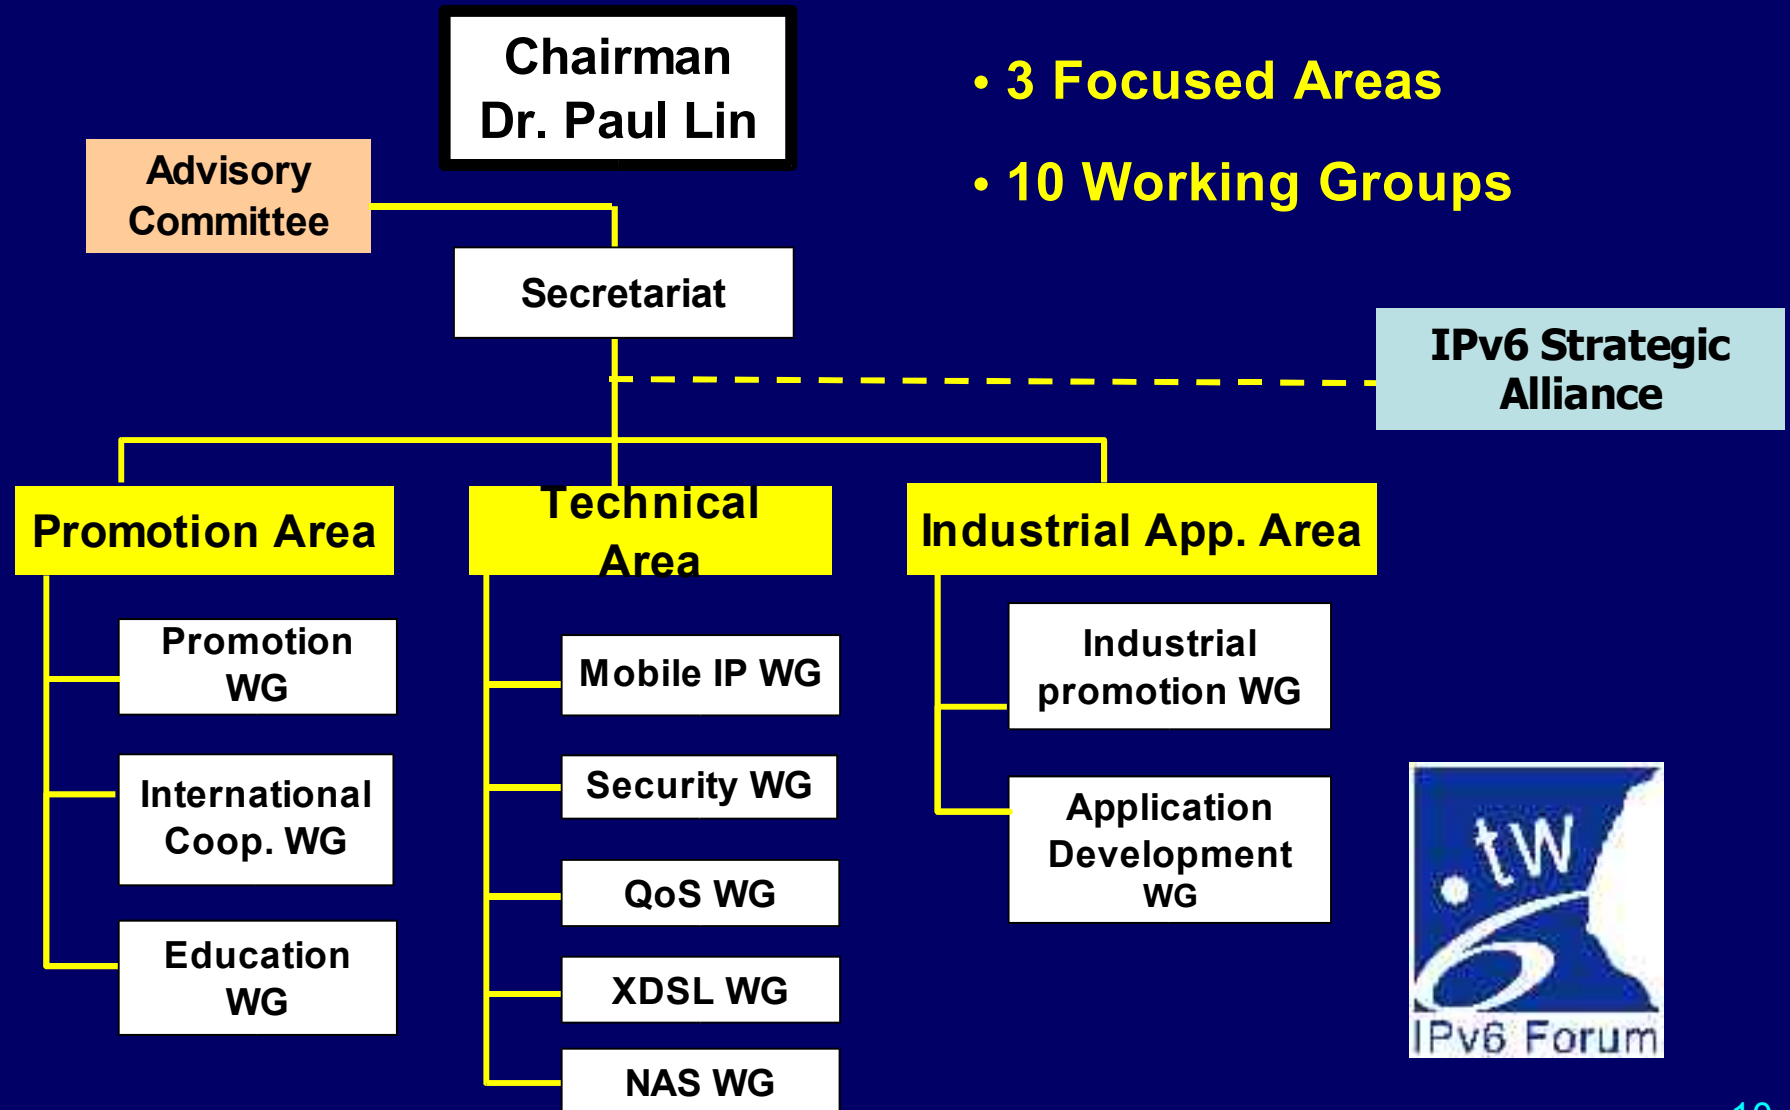 Chairman
Dr. Paul Lin
• 3 Focused Areas
• 10 Working Groups
Advisory
Committee
Secretariat
IPv6 Strategic
Alliance
Promotion Area
Technical
Area
Industrial App. Area
Promotion
WG
International
Coop. WG
Education
WG
Mobile IP WG
Security WG
QoS WG
XDSL WG
NAS WG
Industrial
promotion WG
Application
Development
WG
.tw
IPv6 Forum